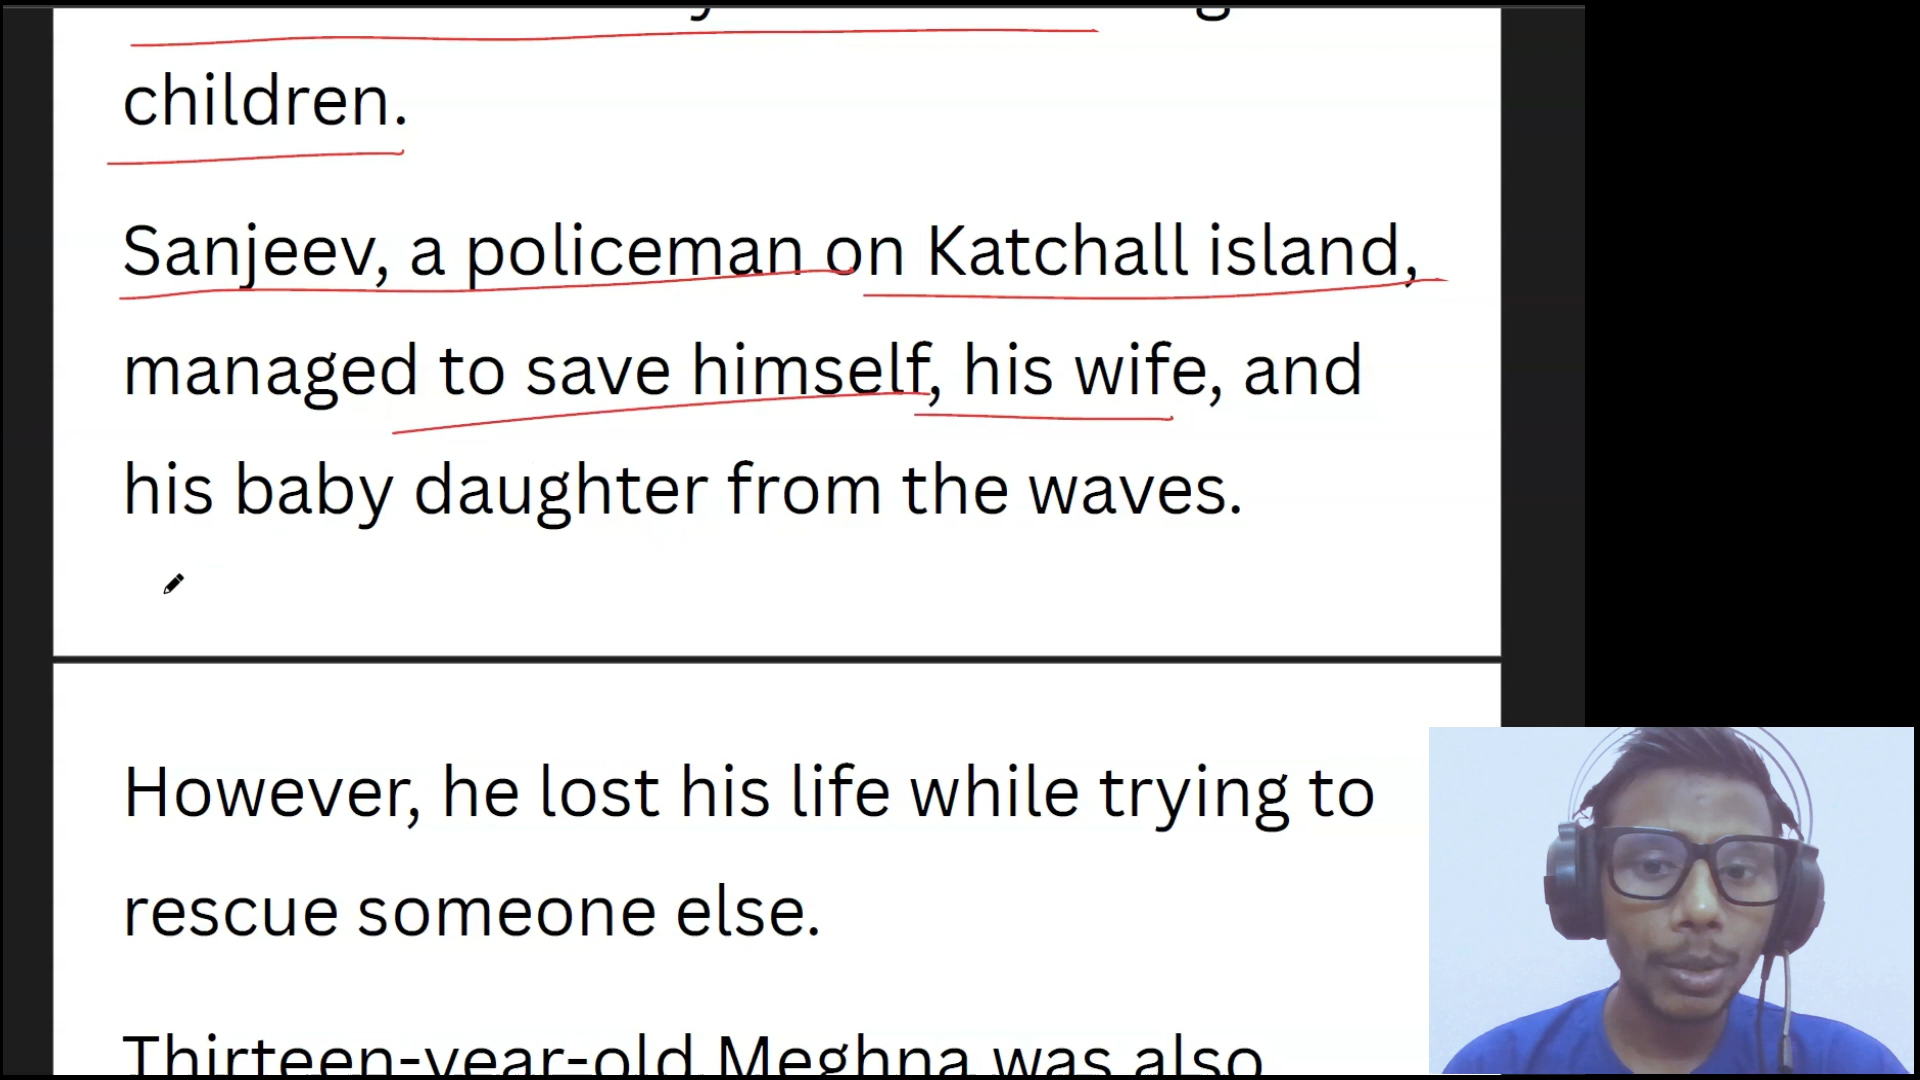 children.
Sanjeev, a policeman on Katchall island,
managed to save himself, his wife, and
his baby daughter from the waves.
However, he lost his life while trying to
rescue someone else.
Thirteen-year-old Meghna was also